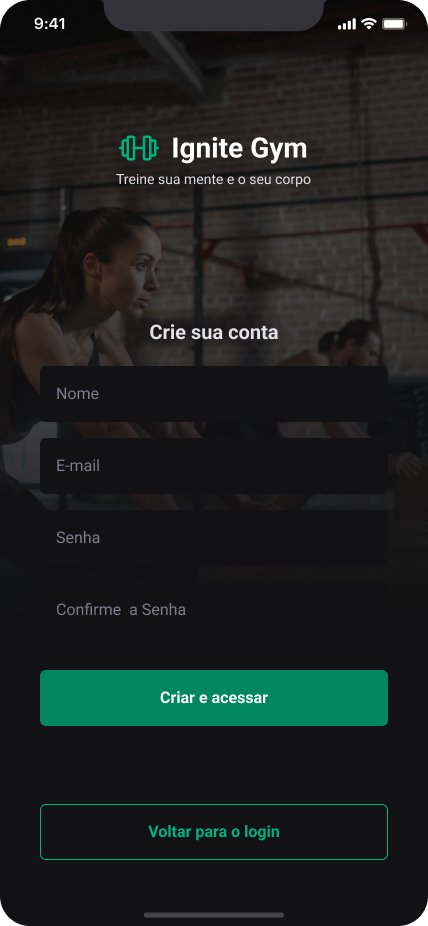 9:41
Ignite Gym
Treine sua mente e o seu corpo
Crie sua conta
Nome
E-mail
Senha
Confirme  a Senha
Criar e acessar
Voltar para o login